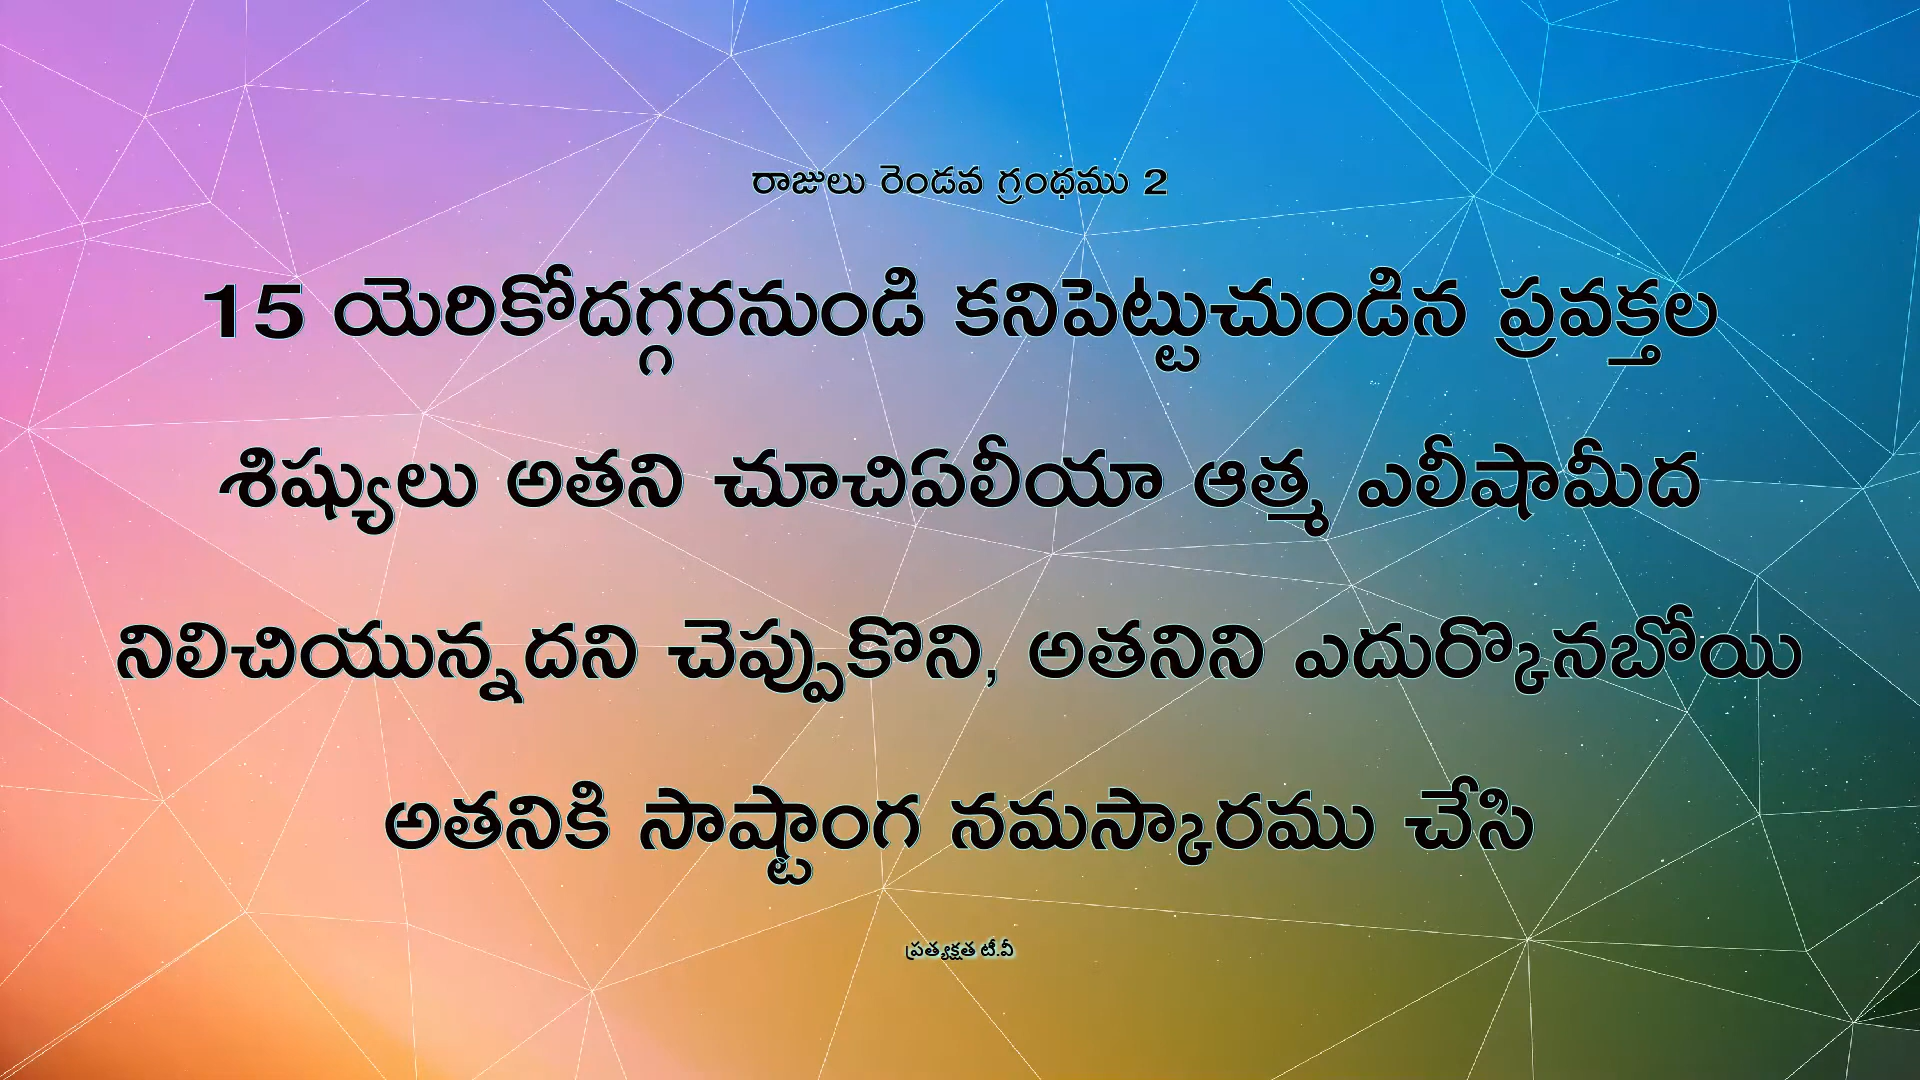 రాజులు రెండవ గ్రంథము 2
15 యెరికోదగ్గరనుండి కనిపెట్టుచుండిన ప్రవక్తల
శిష్యులు అతని చూచిఏలీయా ఆత్మ ఎలీషామీద
నిలిచియున్నదని చెప్పుకొని, అతనిని ఎదుర్కొనబోయి
అతనికి సాష్టాంగ నమస్కారము చేసి
ప్రత్యక్షత టీ.వీ